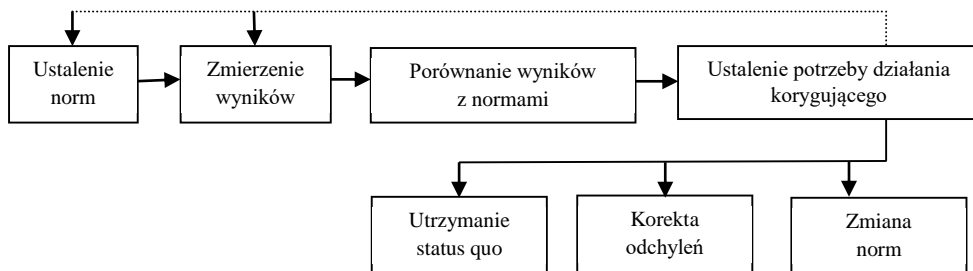 Ustalenie
norm
Zmierzenie
wyników
Porównanie wyników
z normami
Ustalenie potrzeby działania
korygującego
Utrzymanie
status quo
Korekta
odchyleń
Zmiana
norm